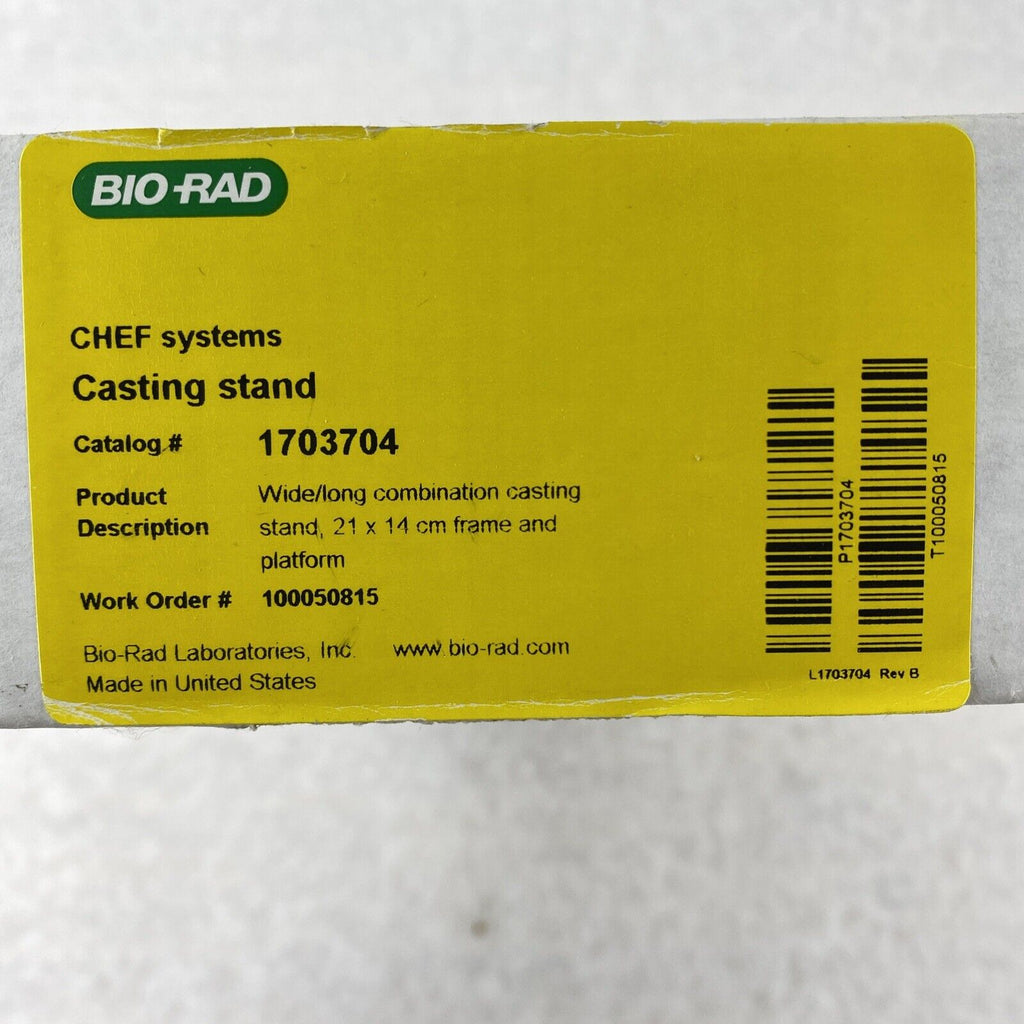 BIO-RAD
CHEF systems
Casting stand
Catalog # 1703704
Product Description Wide/long combination casting
stand, 21 x 14 cm frame and
platform
Work Order # 100050815
Bio-Rad Laboratories, Inc. www.bio-rad.com
Made in United States
P1703704
T100050815
L1703704 Rev B